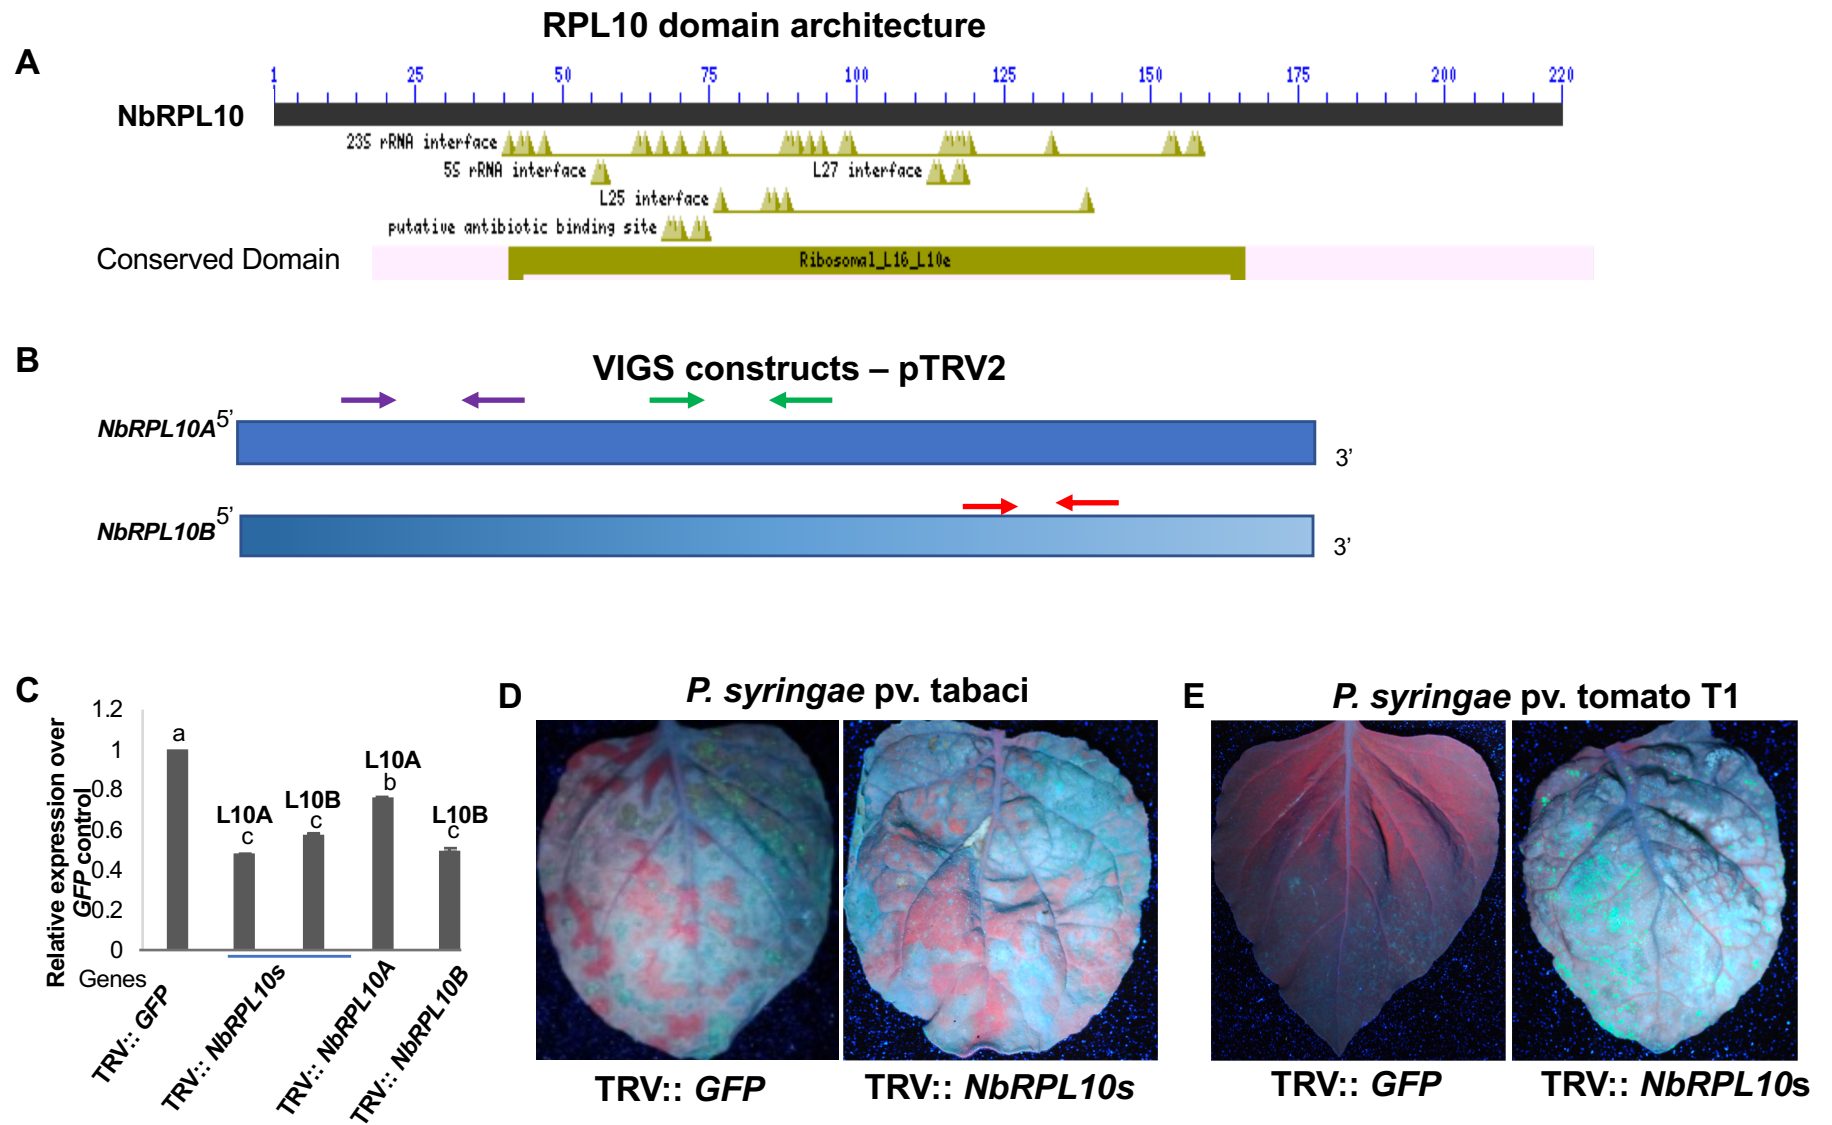 RPL10 domain architecture
A
1 25 50 75 100 125 150 175 200 220
NbRPL10
23S rRNA interface
5S rRNA interface
L27 interface
L25 interface
putative antibiotic binding site
Conserved Domain
Ribosomal_L16_L10e
B
VIGS constructs – pTRV2
NbRPL10A 5’
3’
NbRPL10B 5’
3’
C
Relative expression over
GFP control
1.2
1
0.8
0.6
0.4
0.2
0
a
L10A
c
L10B
c
L10A
b
L10B
c
Genes
TRV:: GFP
TRV:: NbRPL10s
TRV:: NbRPL10A
TRV:: NbRPL10B
D
P. syringae pv. tabaci
TRV:: GFP
TRV:: NbRPL10s
E
P. syringae pv. tomato T1
TRV:: GFP
TRV:: NbRPL10s